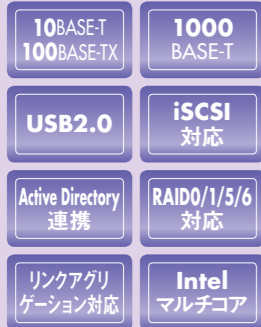 10BASE-T
100BASE-TX
1000
BASE-T
USB2.0
iSCSI
対応
Active Directory
連携
RAID0/1/5/6
対応
リンクアグリ
ゲーション対応
Intel
マルチコア